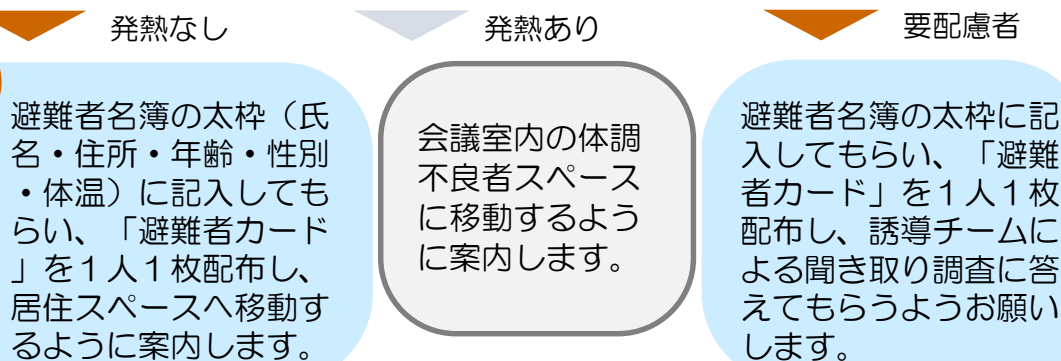 発熱なし
避難者名簿の太枠（氏
名・住所・年齢・性別
・体温）に記入しても
らい、「避難者カード
」を１人１枚配布し、
居住スペースへ移動す
るように案内します。
発熱あり
会議室内の体調
不良者スペース
に移動するよう
に案内します。
要配慮者
避難者名簿の太枠に記
入してもらい、「避難
者カード」を１人１枚
配布し、誘導チームに
よる聞き取り調査に答
えてもらうようお願い
します。